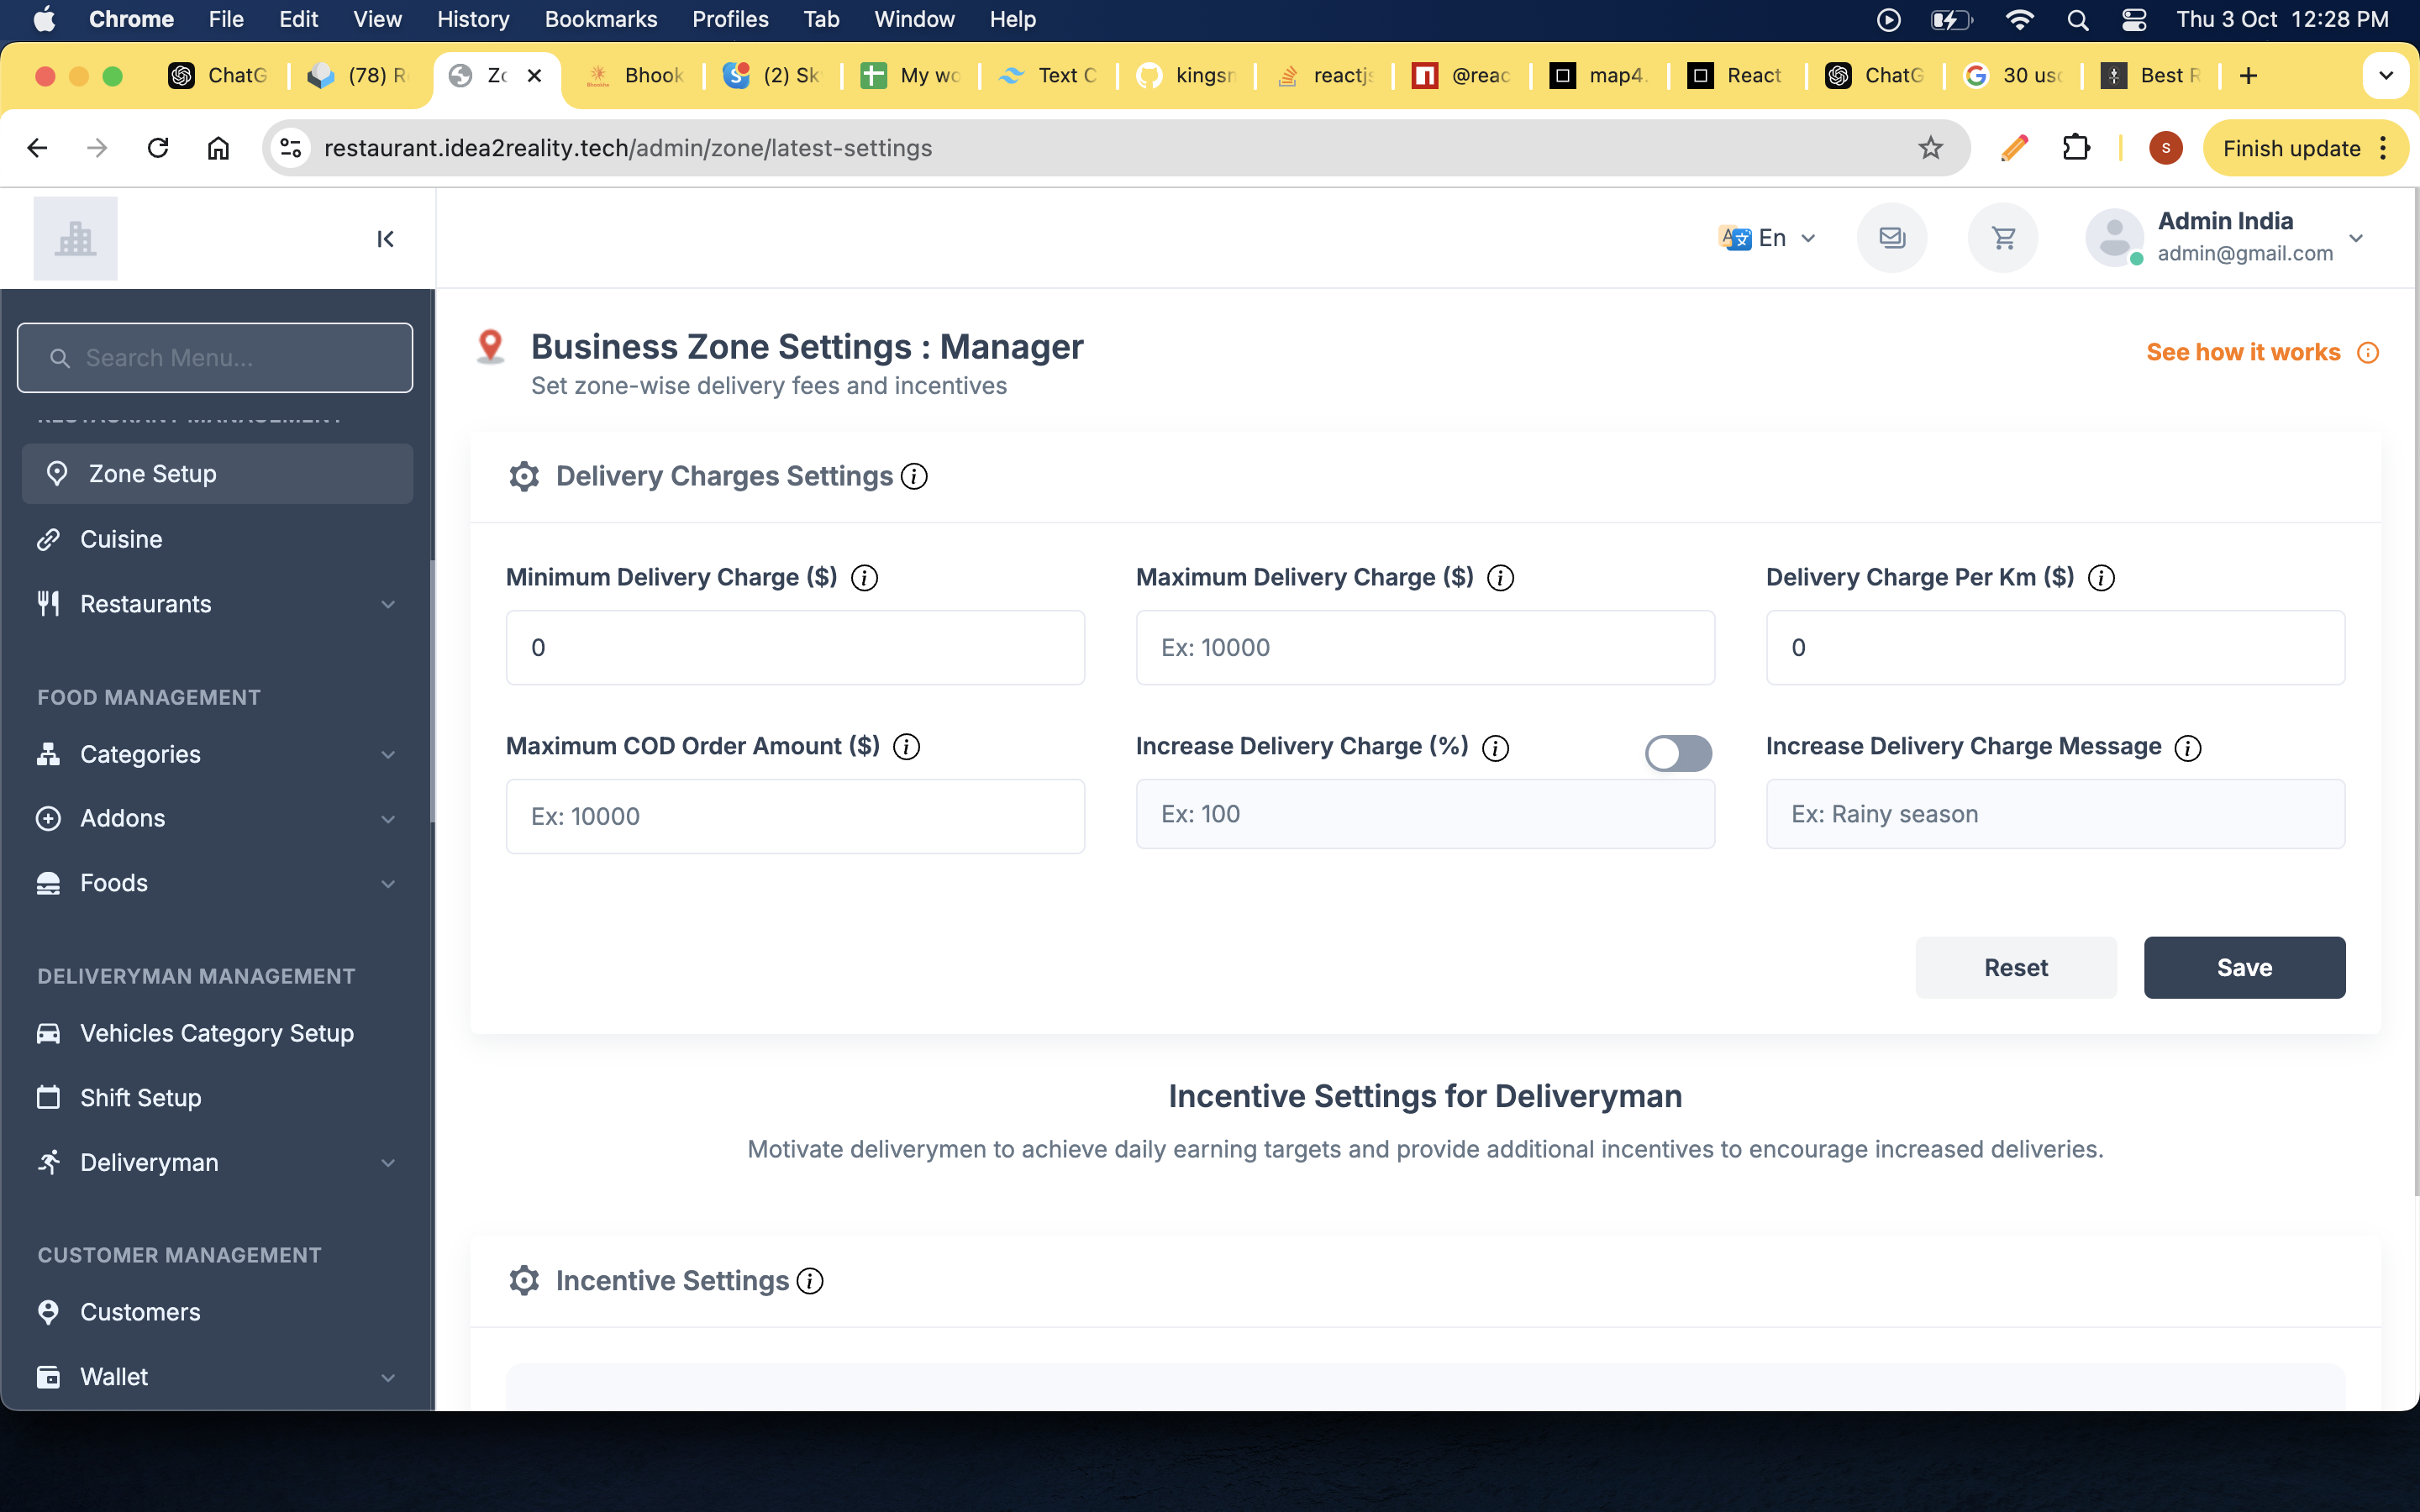 Chrome File Edit View History Bookmarks Profiles Tab Window Help Thu 3 Oct 12:28 PM
ChatG (78) R Zo Bhook (2) Sk My wo Text C kingsn reactjs @reac map4. React ChatG 30 usc Best R
restaurant.idea2reality.tech/admin/zone/latest-settings S Finish update
En
Admin India
admin@gmail.com
Search Menu...
RESTAURANT MANAGEMENT
Zone Setup
Cuisine
Restaurants
FOOD MANAGEMENT
Categories
Addons
Foods
DELIVERYMAN MANAGEMENT
Vehicles Category Setup
Shift Setup
Deliveryman
CUSTOMER MANAGEMENT
Customers
Wallet
Business Zone Settings : Manager
Set zone-wise delivery fees and incentives
See how it works
Delivery Charges Settings
Minimum Delivery Charge ($) Maximum Delivery Charge ($) Delivery Charge Per Km ($)
0 Ex: 10000 0
Maximum COD Order Amount ($) Increase Delivery Charge (%) Increase Delivery Charge Message
Ex: 10000 Ex: 100 Ex: Rainy season
Reset Save
Incentive Settings for Deliveryman
Motivate deliverymen to achieve daily earning targets and provide additional incentives to encourage increased deliveries.
Incentive Settings